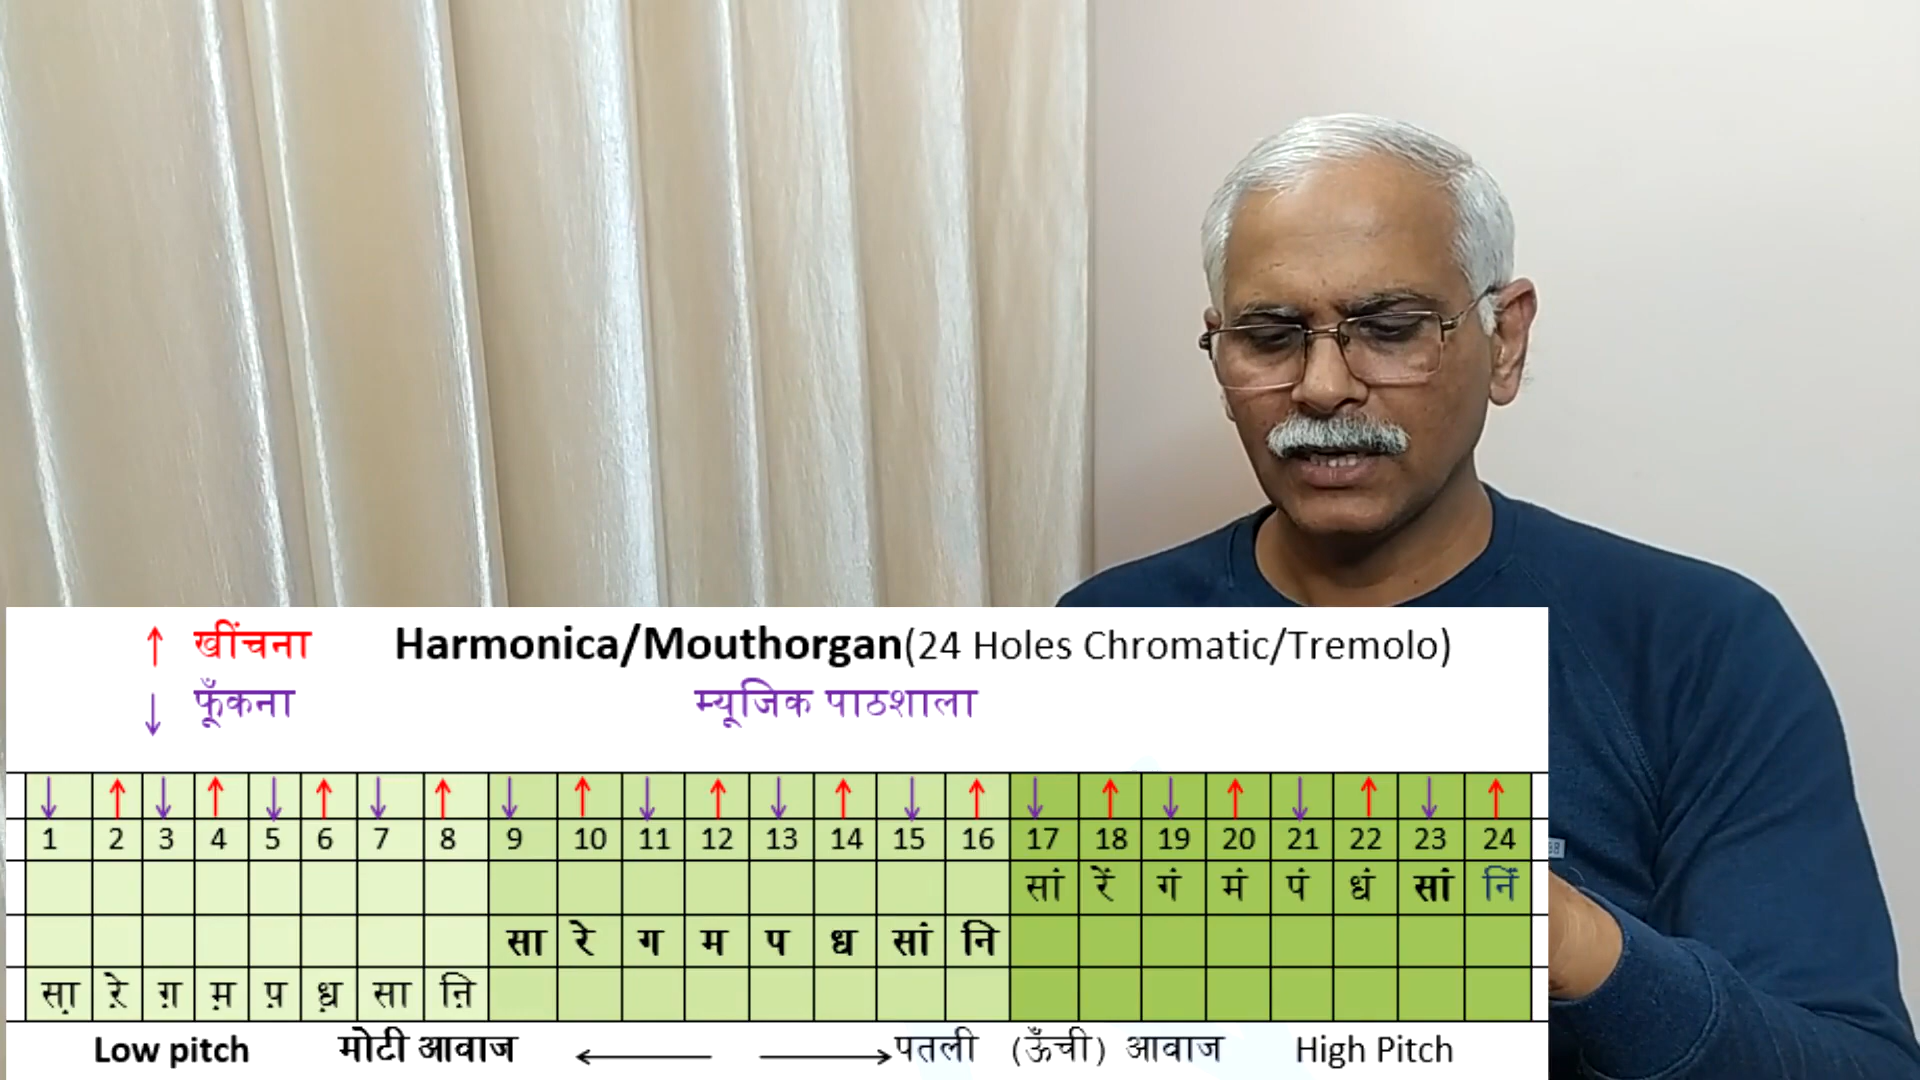 ↑ खींचना Harmonica/Mouthorgan(24 Holes Chromatic/Tremolo)
↓ फूँकना म्यूजिक पाठशाला
↓ ↑ ↓ ↑ ↓ ↑ ↓ ↑ ↓ ↑ ↓ ↑ ↓ ↑ ↓ ↑ ↓ ↑ ↓ ↑ ↓ ↑ ↓ ↑
1 2 3 4 5 6 7 8 9 10 11 12 13 14 15 16 17 18 19 20 21 22 23 24
सां रें गं मं पं धं सां निं
सा रे ग म प ध सां नि
सा़ रे़ ग़ म़ प़ ध़ सा नि़
Low pitch मोटी आवाज ← → पतली (ऊँची) आवाज High Pitch